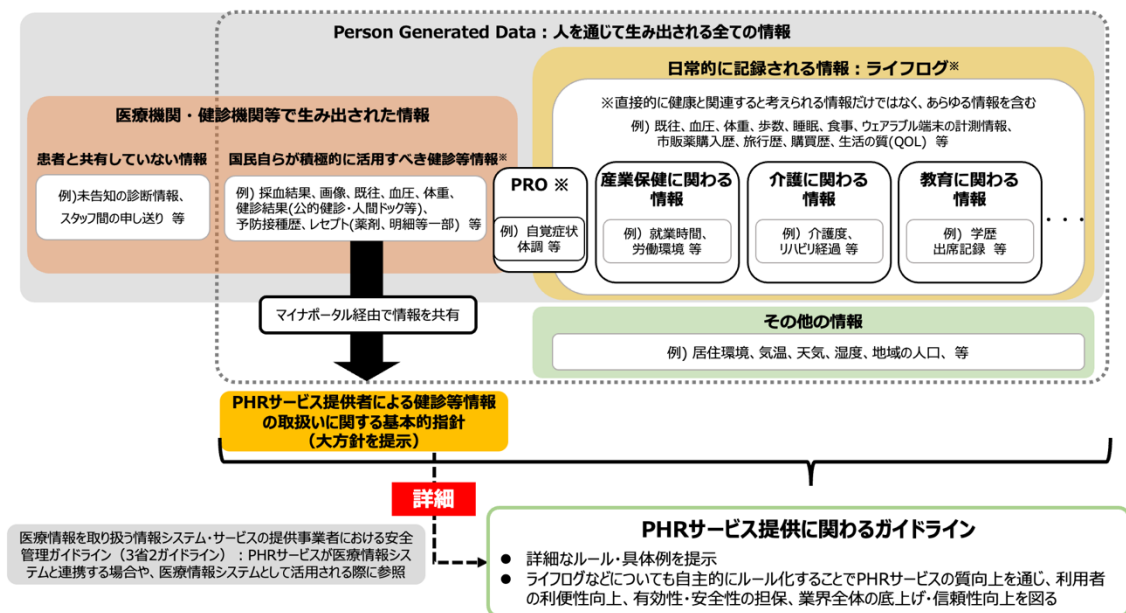 Person Generated Data：人を通じて生み出される全ての情報
日常的に記録される情報：ライフログ※
※直接的に健康と関連すると考えられる情報だけではなく、あらゆる情報を含む
例) 既往、血圧、体重、歩数、睡眠、食事、ウェアラブル端末の計測情報、
市販薬購入歴、旅行歴、購買歴、生活の質(QOL) 等
医療機関・健診機関等で生み出された情報
患者と共有していない情報
例)未告知の診断情報、
スタッフ間の申し送り 等
国民自らが積極的に活用すべき健診等情報※
例) 採血結果、画像、既往、血圧、体重、
健診結果(公的健診・人間ドック等)、
予防接種歴、レセプト(薬剤、明細等一部) 等
PRO ※
例）自覚症状
体調 等
産業保健に関わる
情報
例）就業時間、
労働環境 等
介護に関わる
情報
例）介護度、
リハビリ経過 等
教育に関わる
情報
例）学歴
出席記録 等
・・・
マイナポータル経由で情報を共有
その他の情報
例) 居住環境、気温、天気、湿度、地域の人口、等
PHRサービス提供者による健診等情報
の取扱いに関する基本的指針
（大方針を提示）
詳細
医療情報を取り扱う情報システム・サービスの提供事業者における安全
管理ガイドライン（3省2ガイドライン）：PHRサービスが医療情報シス
テムと連携する場合や、医療情報システムとして活用される際に参照
PHRサービス提供に関わるガイドライン
● 詳細なルール・具体例を提示
● ライフログなどについても自主的にルール化することでPHRサービスの質向上を通じ、利用者
の利便性向上、有効性・安全性の担保、業界全体の底上げ・信頼性向上を図る